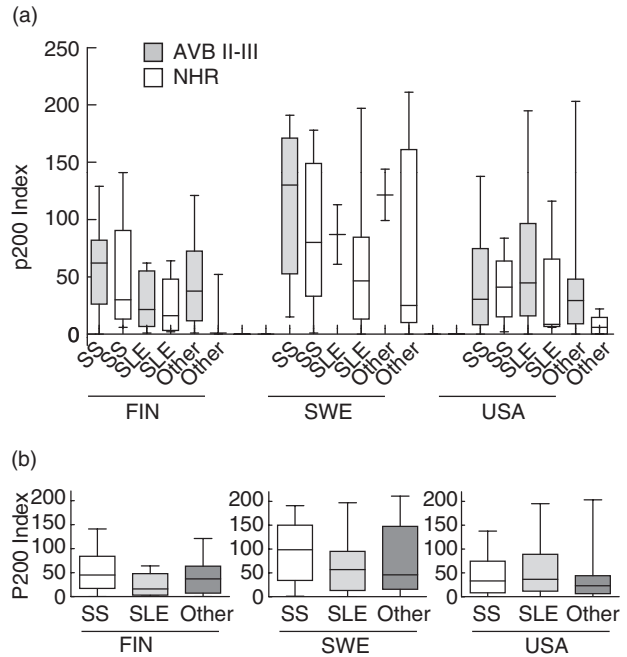 (a)
250
200
150
100
50
0
p200 Index
AVB II-III
NHR
SS SS SLE SLE Other Other SS SS SLE SLE Other Other SS SS SLE SLE Other Other
FIN SWE USA
(b)
P200 Index
200 200 200
150 150 150
100 100 100
50 50 50
0 0 0
SS SLE Other SS SLE Other SS SLE Other
FIN SWE USA